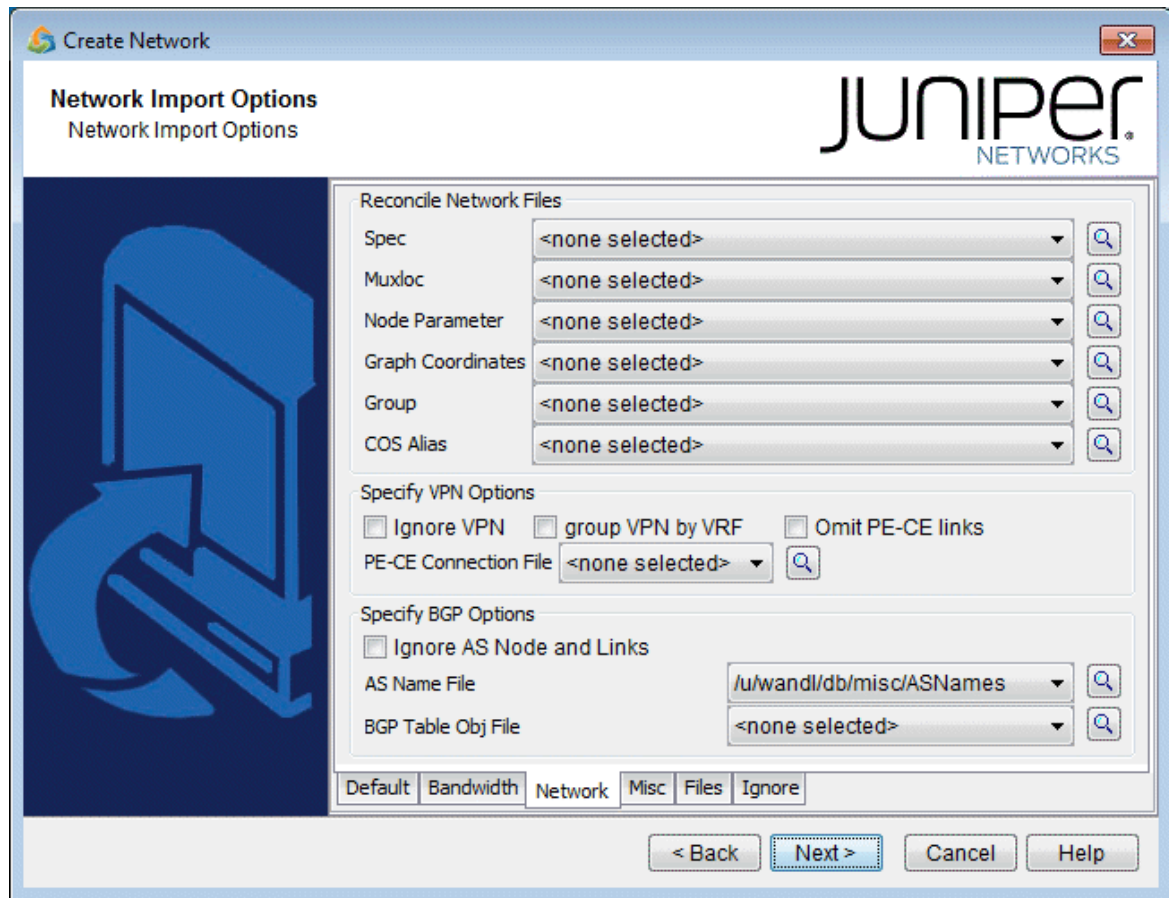 Create Network
Network Import Options
Network Import Options
JUNIPER
NETWORKS
Reconcile Network Files
Spec <none selected>
Muxloc <none selected>
Node Parameter <none selected>
Graph Coordinates <none selected>
Group <none selected>
COS Alias <none selected>
Specify VPN Options
Ignore VPN group VPN by VRF Omit PE-CE links
PE-CE Connection File <none selected>
Specify BGP Options
Ignore AS Node and Links
AS Name File /u/wandl/db/misc/ASNames
BGP Table Obj File <none selected>
Default Bandwidth Network Misc Files Ignore
< Back Next > Cancel Help